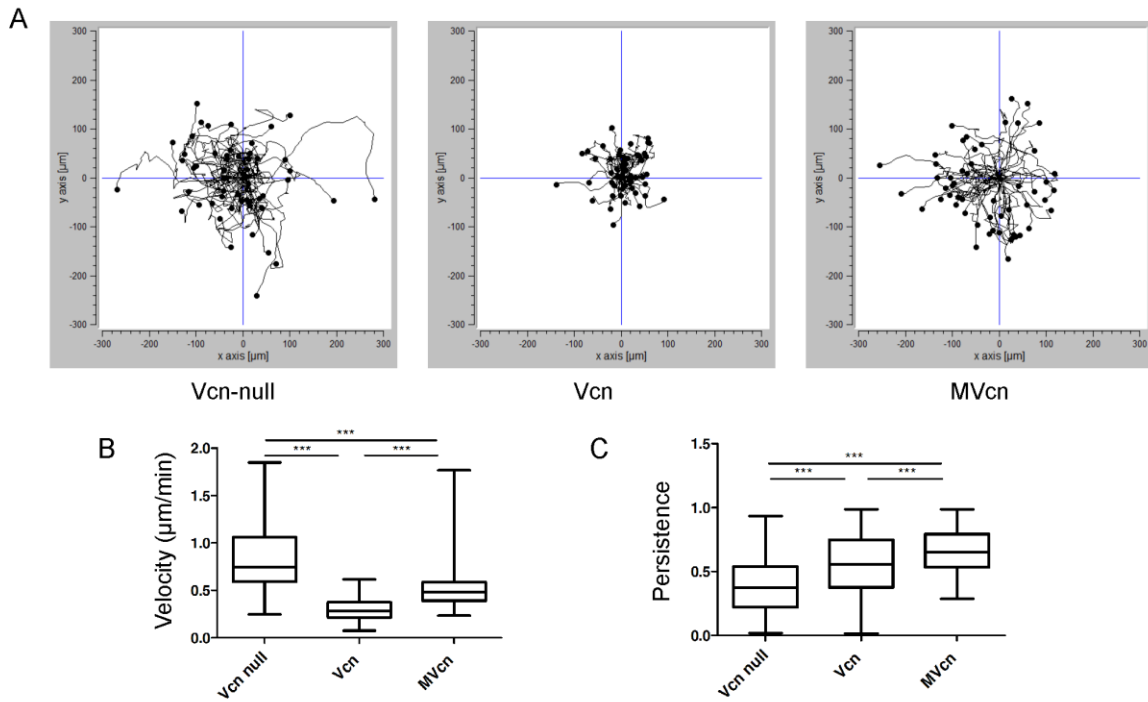 A
300
200
100
0
-100
-200
-300
y axis [µm]
-300 -200 -100 0 100 200 300
x axis [µm]
Vcn-null
300
200
100
0
-100
-200
-300
y axis [µm]
-300 -200 -100 0 100 200 300
x axis [µm]
Vcn
300
200
100
0
-100
-200
-300
y axis [µm]
-300 -200 -100 0 100 200 300
x axis [µm]
MVcn
B
Velocity (µm/min)
2.0
1.5
1.0
0.5
0.0
***
*** ***
Vcn null
Vcn
MVcn
C
Persistence
1.5
1.0
0.5
0.0
***
*** ***
Vcn null
Vcn
MVcn